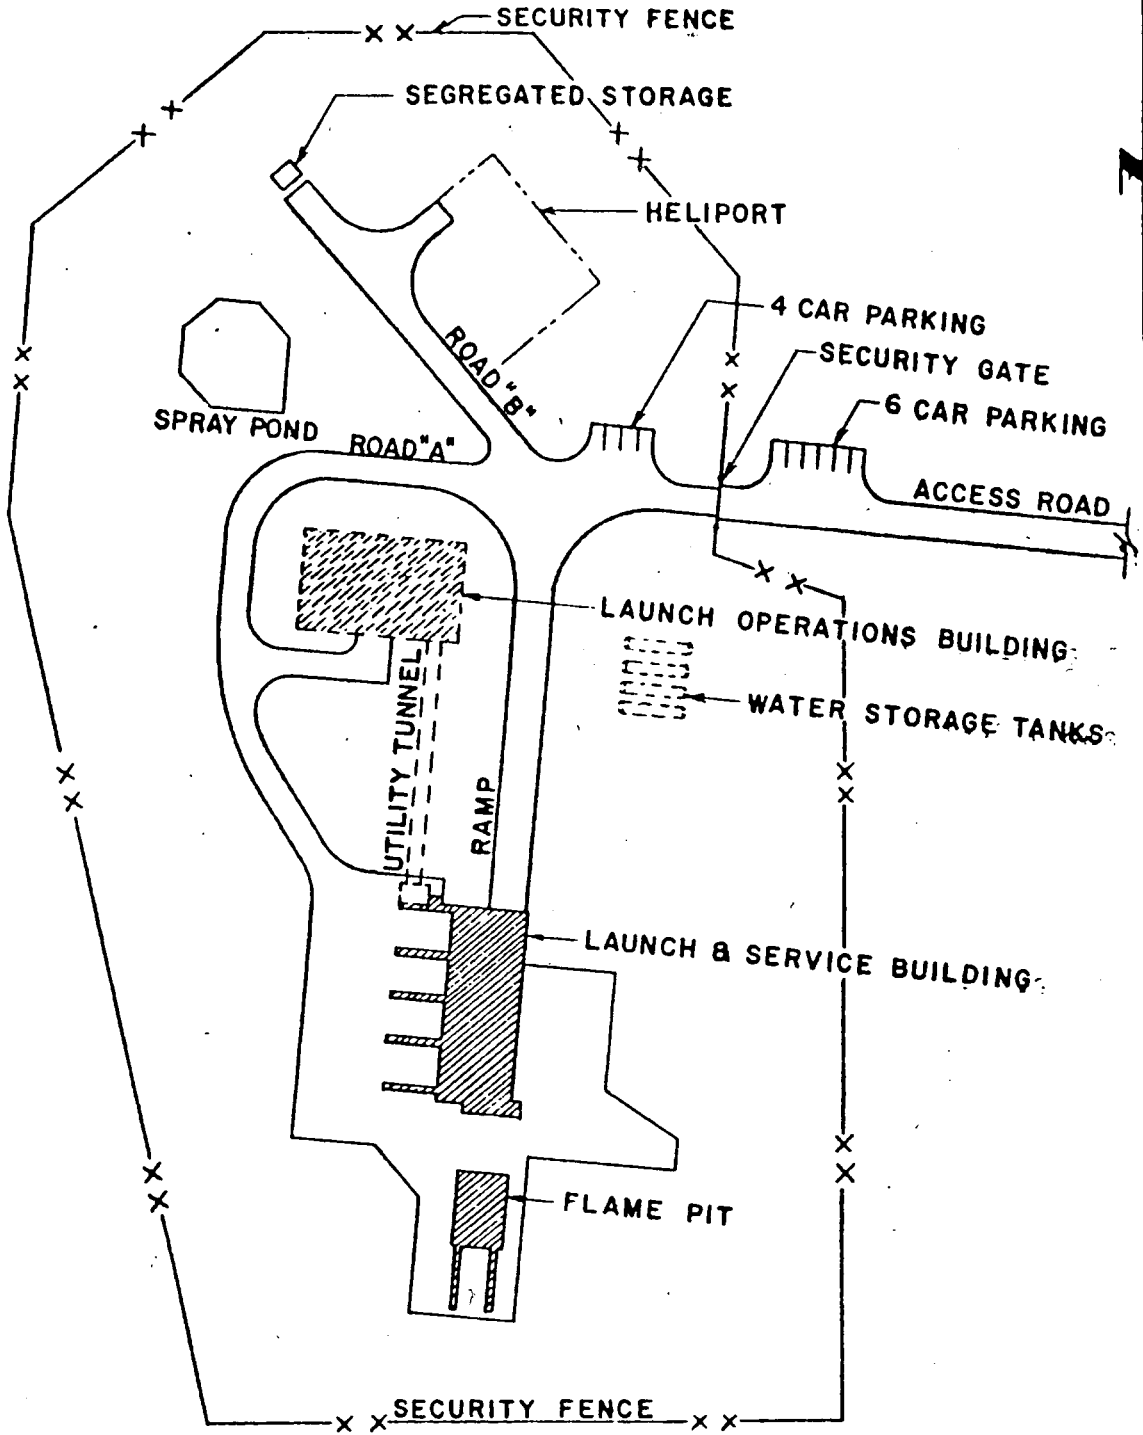 SECURITY FENCE
SEGREGATED STORAGE
HELIPORT
4 CAR PARKING
SECURITY GATE
6 CAR PARKING
ROAD "B"
SPRAY POND
ROAD "A"
ACCESS ROAD
LAUNCH OPERATIONS BUILDING
UTILITY TUNNEL
WATER STORAGE TANKS
RAMP
LAUNCH & SERVICE BUILDING
FLAME PIT
SECURITY FENCE